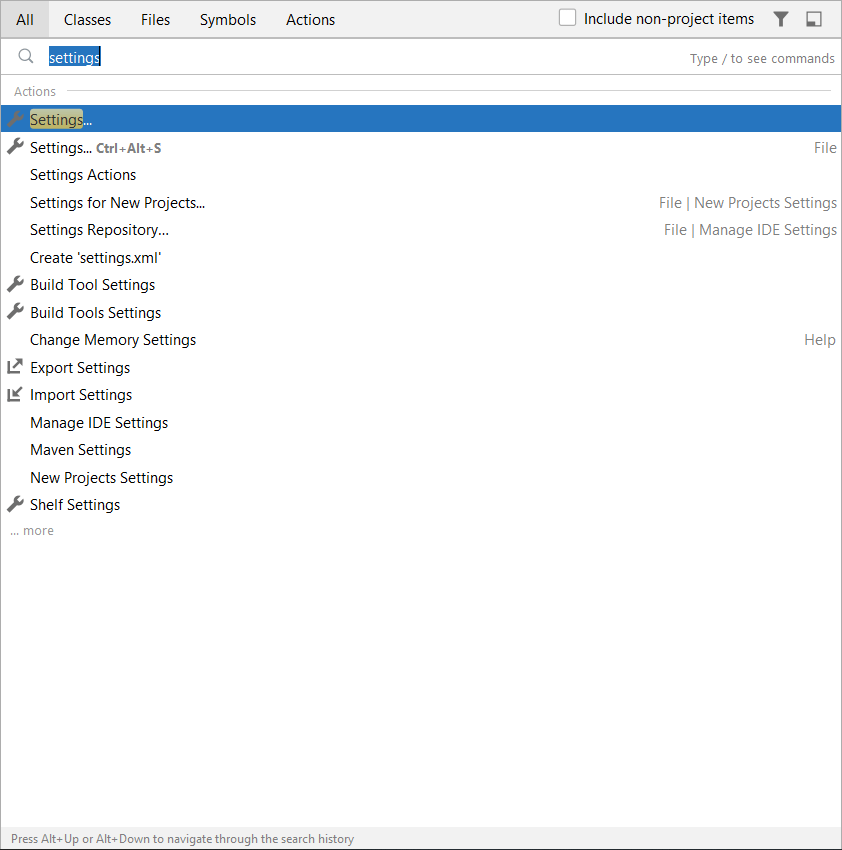 All Classes Files Symbols Actions Include non-project items
settings Type / to see commands
Actions
Settings...
Settings... Ctrl+Alt+S File
Settings Actions
Settings for New Projects... File | New Projects Settings
Settings Repository... File | Manage IDE Settings
Create 'settings.xml'
Build Tool Settings
Build Tools Settings
Change Memory Settings Help
Export Settings
Import Settings
Manage IDE Settings
Maven Settings
New Projects Settings
Shelf Settings
... more
Press Alt+Up or Alt+Down to navigate through the search history